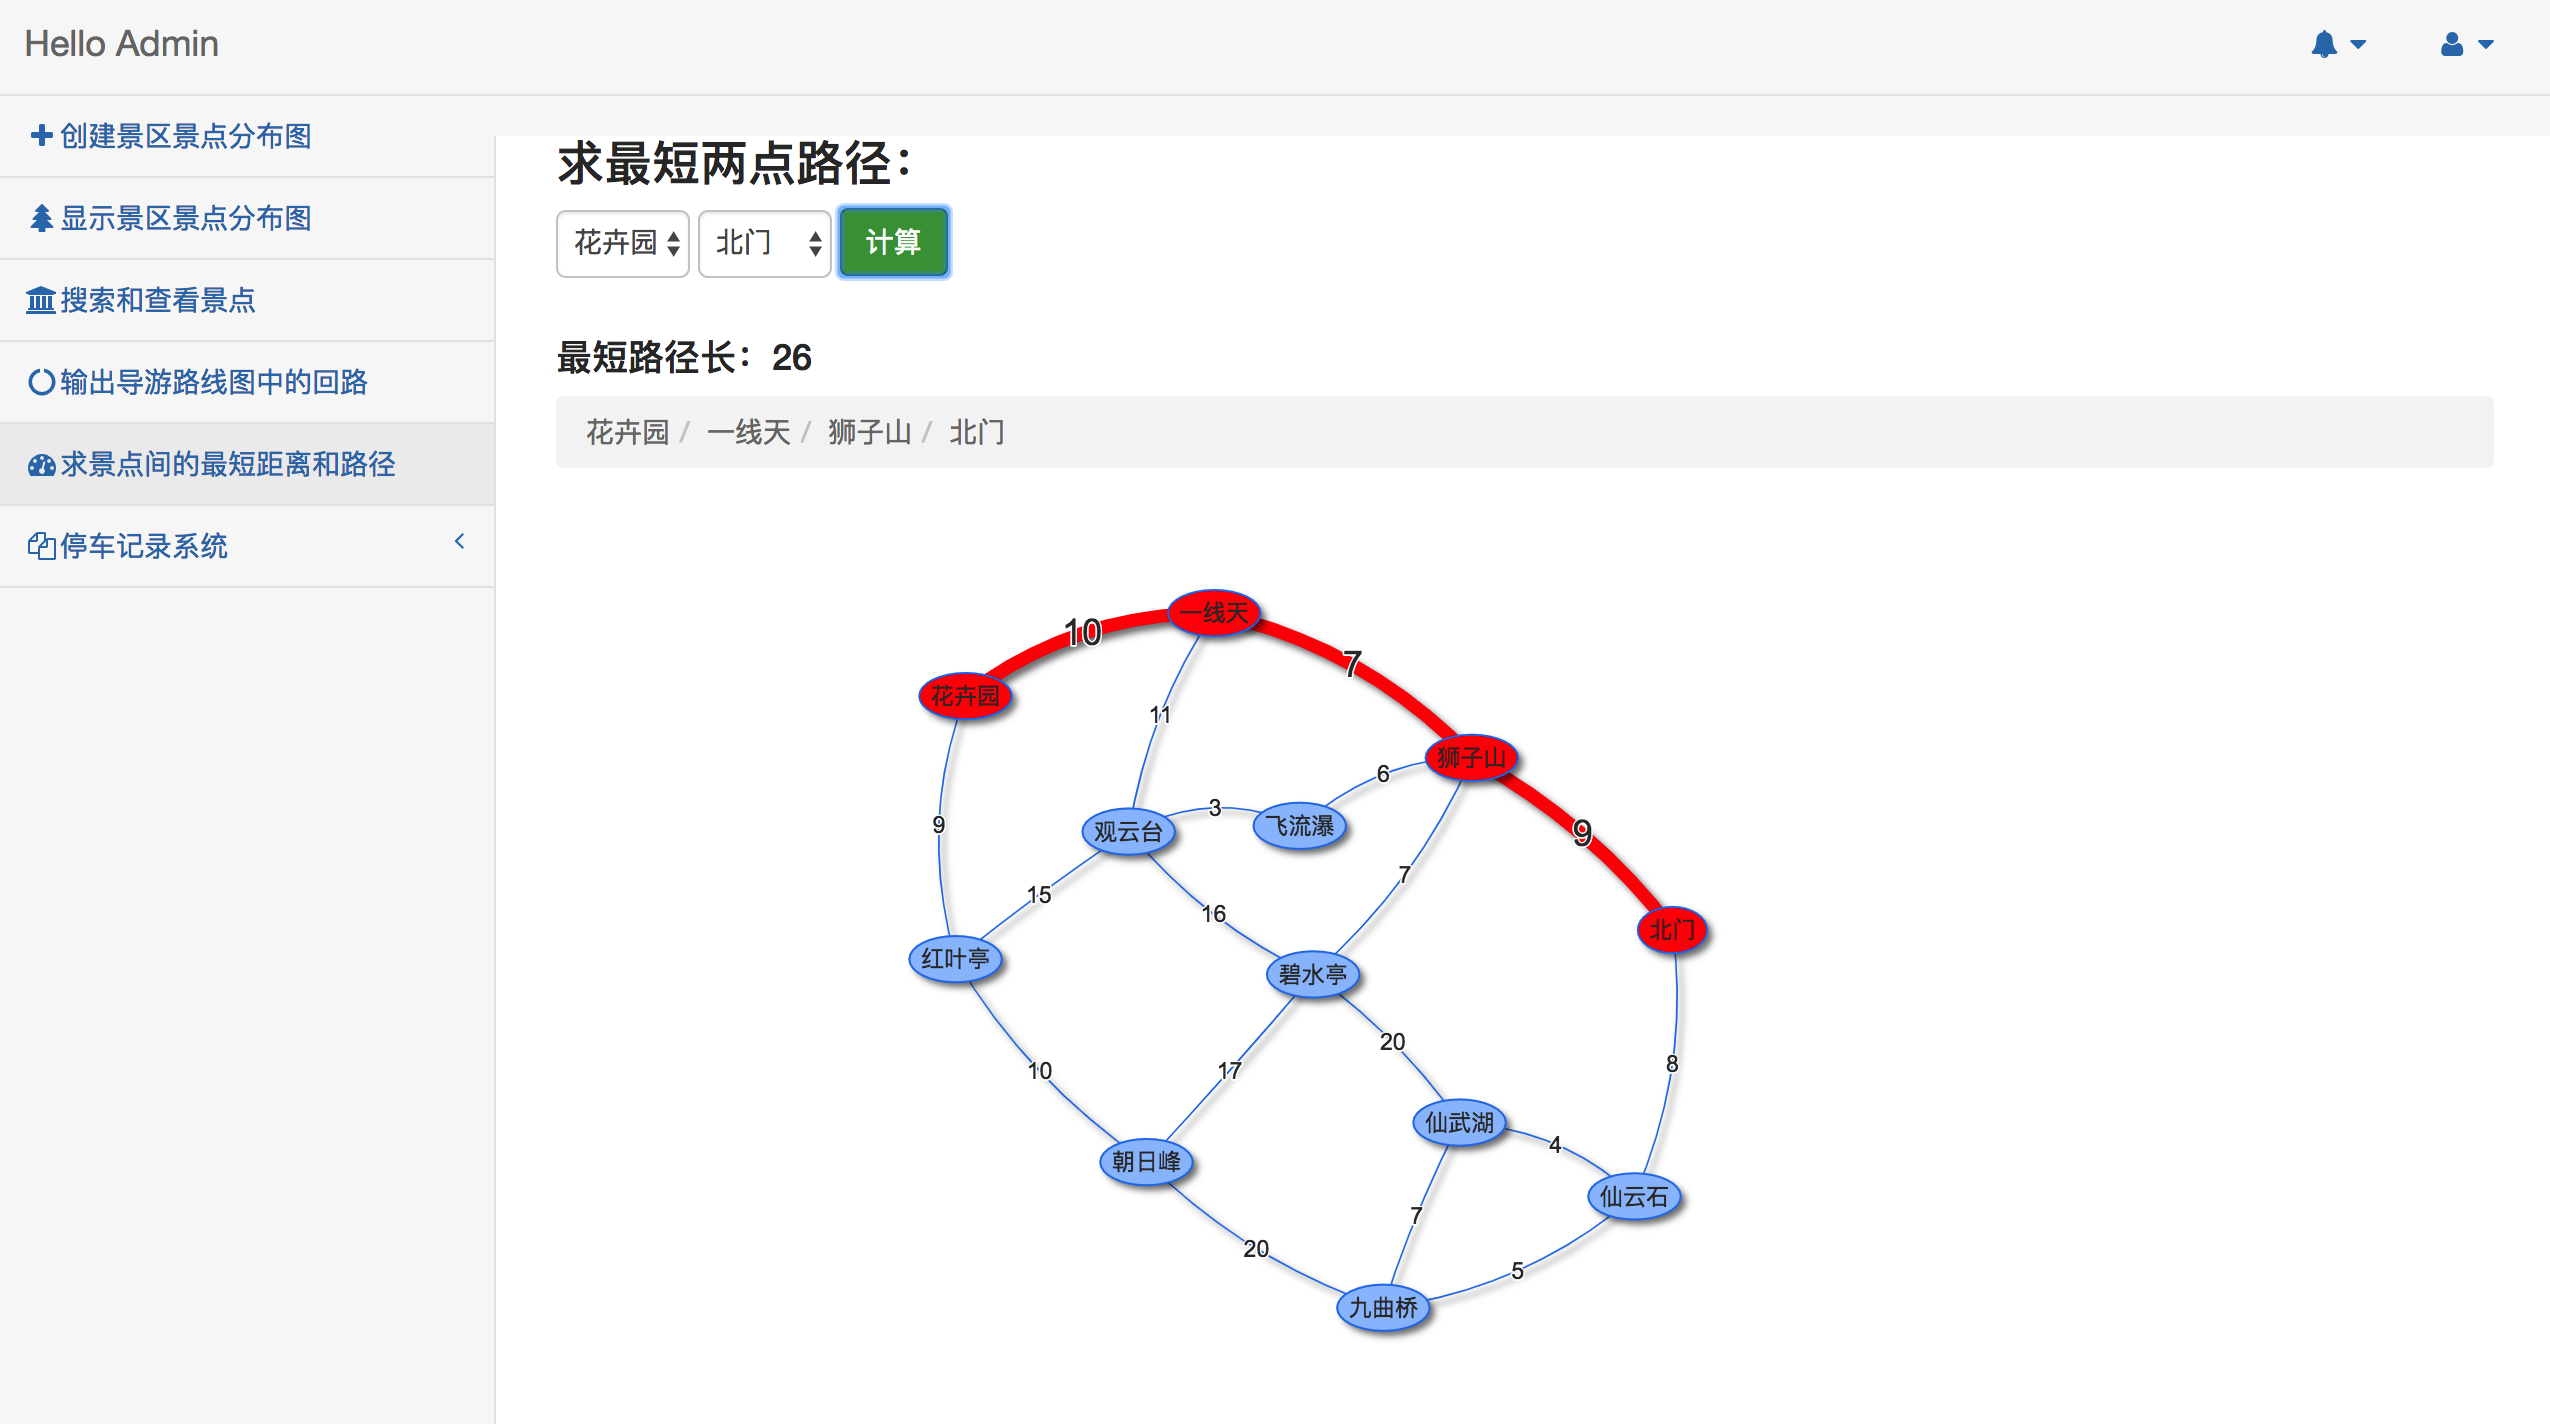 Hello Admin
创建景区景点分布图
显示景区景点分布图
搜索和查看景点
输出导游路线图中的回路
求景点间的最短距离和路径
停车记录系统
求最短两点路径：
花卉园 北门 计算
最短路径长：26
花卉园 / 一线天 / 狮子山 / 北门
一线天
10
7
花卉园
11
狮子山
6
3
观云台
飞流瀑
9
9
7
15
16
北门
红叶亭
碧水亭
20
8
10
17
仙武湖
4
朝日峰
仙云石
7
20
5
九曲桥